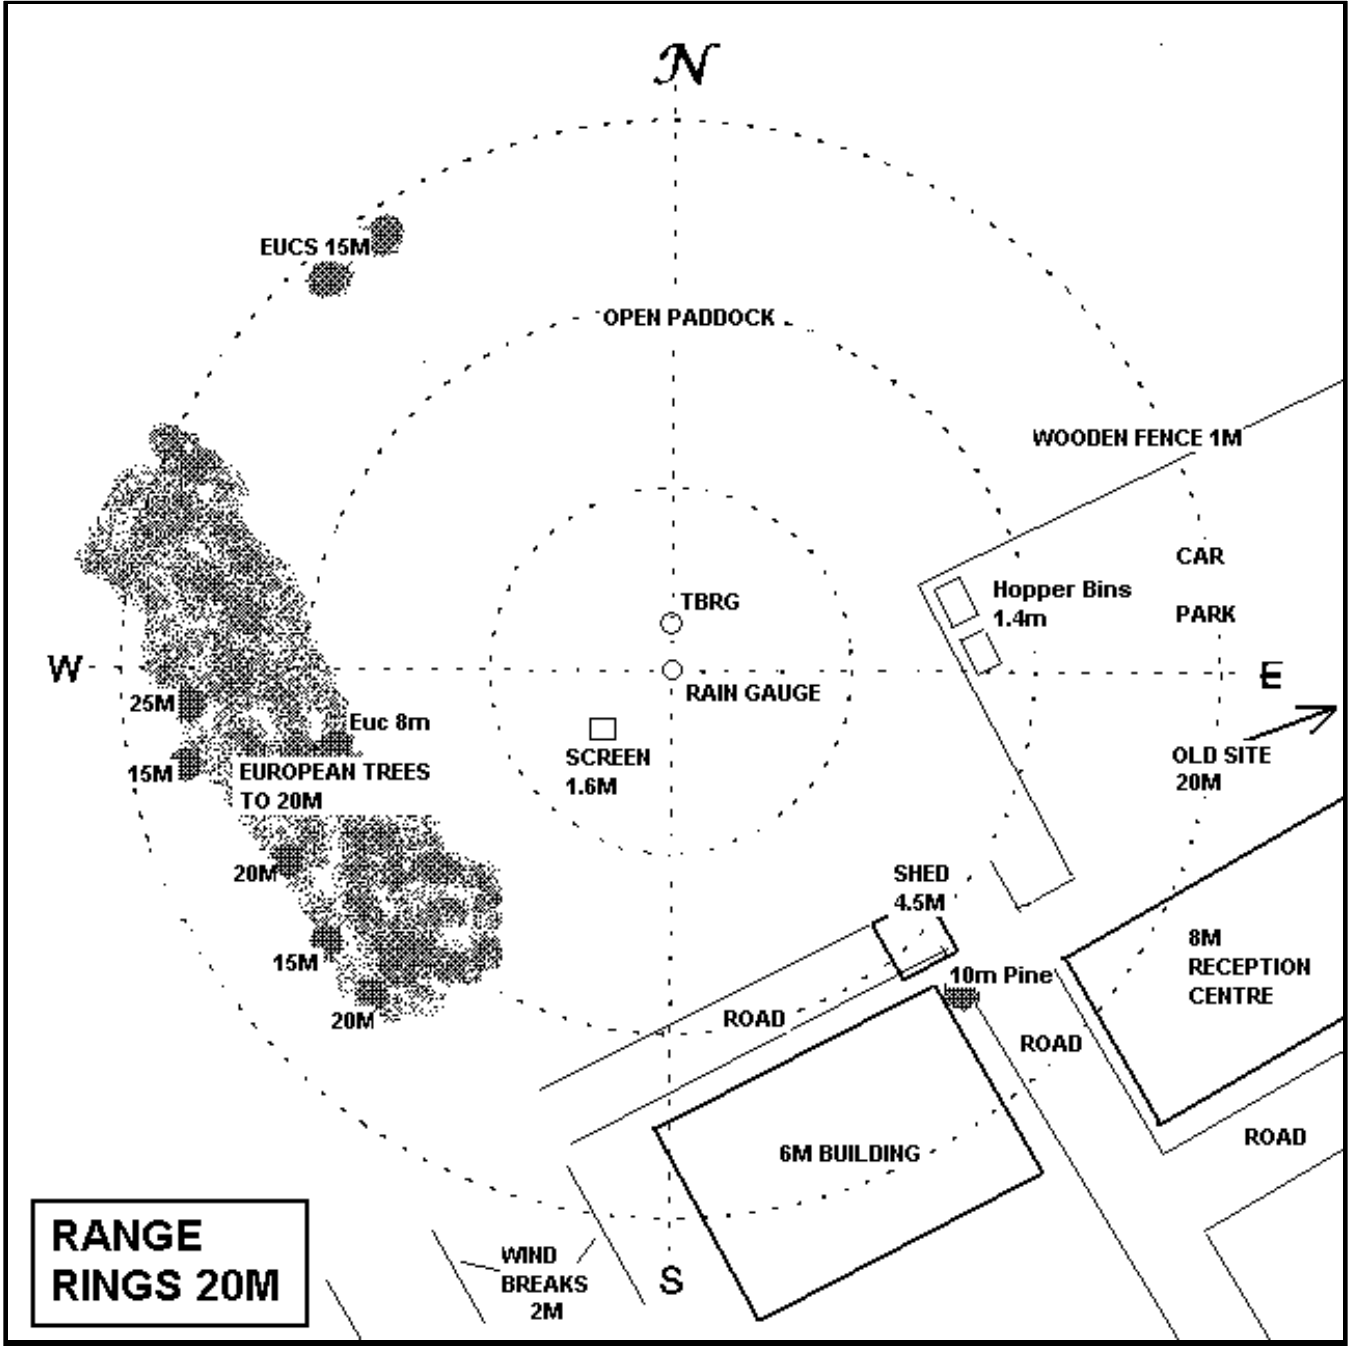 N
EUCS 15M
OPEN PADDOCK
WOODEN FENCE 1M
CAR
PARK
Hopper Bins
1.4m
TBRG
W
RAIN GAUGE
E
25M
Euc 8m
SCREEN
1.6M
15M
EUROPEAN TREES
TO 20M
OLD SITE
20M
20M
SHED
4.5M
15M
10m Pine
8M
RECEPTION
CENTRE
20M
ROAD
ROAD
6M BUILDING
ROAD
RANGE
RINGS 20M
WIND
BREAKS
2M
S